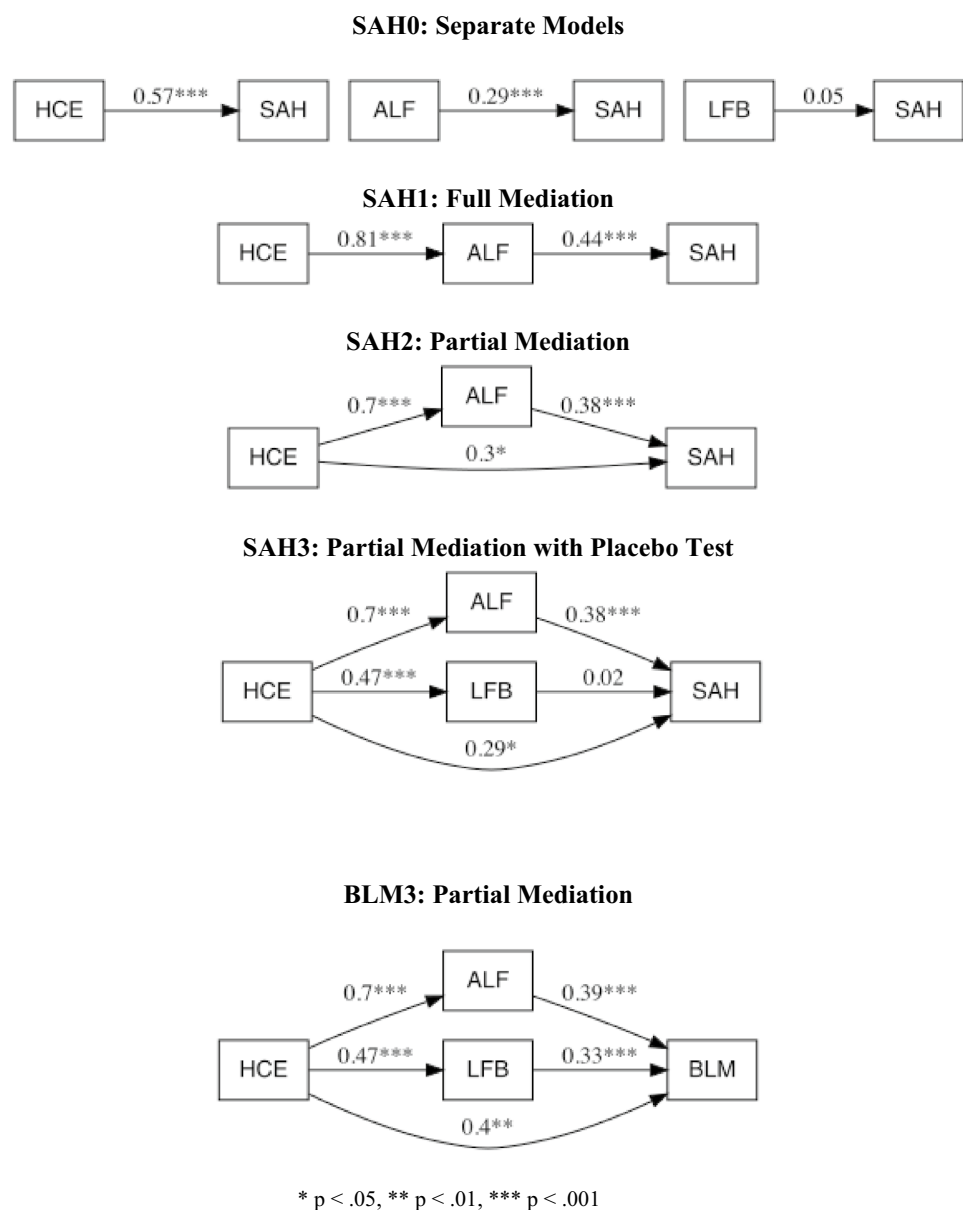 SAH0: Separate Models
0.57*** 0.29*** 0.05
HCE SAH ALF SAH LFB SAH
SAH1: Full Mediation
0.81*** 0.44***
HCE ALF SAH
SAH2: Partial Mediation
ALF
0.7*** 0.38***
HCE 0.3* SAH
SAH3: Partial Mediation with Placebo Test
ALF
0.7*** 0.38***
HCE 0.47*** LFB 0.02 SAH
0.29*
BLM3: Partial Mediation
ALF
0.7*** 0.39***
HCE 0.47*** LFB 0.33*** BLM
0.4**
* p < .05, ** p < .01, *** p < .001